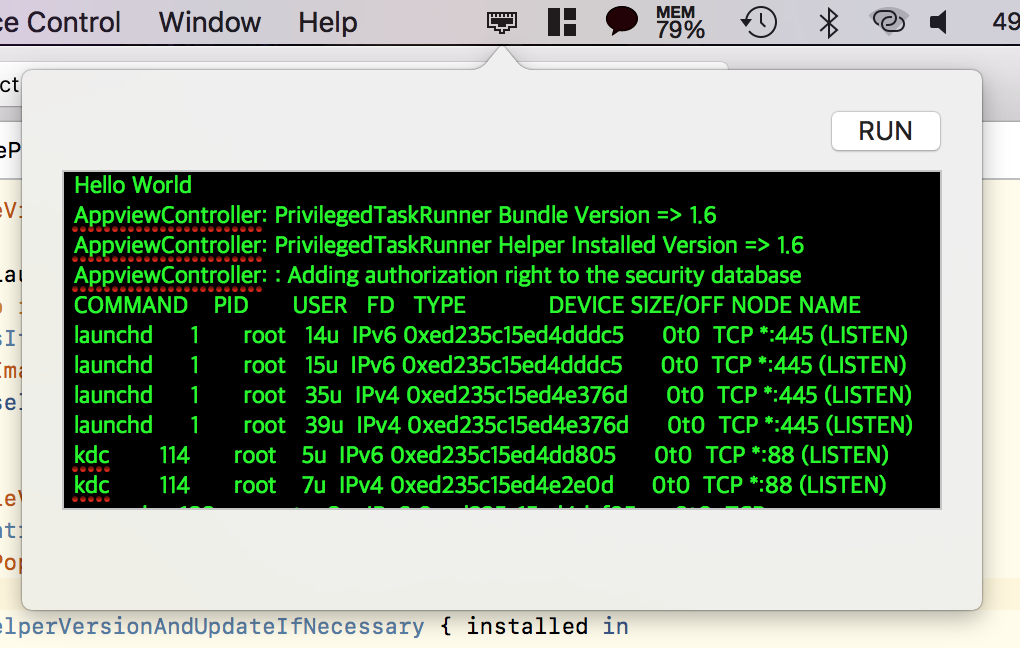 Control Window Help MEM 79% 49
RUN
Hello World
AppviewController: PrivilegedTaskRunner Bundle Version => 1.6
AppviewController: PrivilegedTaskRunner Helper Installed Version => 1.6
AppviewController: : Adding authorization right to the security database
COMMAND PID USER FD TYPE DEVICE SIZE/OFF NODE NAME
launchd 1 root 14u IPv6 0xed235c15ed4dddc5 0t0 TCP *:445 (LISTEN)
launchd 1 root 15u IPv6 0xed235c15ed4dddc5 0t0 TCP *:445 (LISTEN)
launchd 1 root 35u IPv4 0xed235c15ed4e376d 0t0 TCP *:445 (LISTEN)
launchd 1 root 39u IPv4 0xed235c15ed4e376d 0t0 TCP *:445 (LISTEN)
kdc 114 root 5u IPv6 0xed235c15ed4dd805 0t0 TCP *:88 (LISTEN)
kdc 114 root 7u IPv4 0xed235c15ed4e2e0d 0t0 TCP *:88 (LISTEN)
elperVersionAndUpdateIfNecessary { installed in